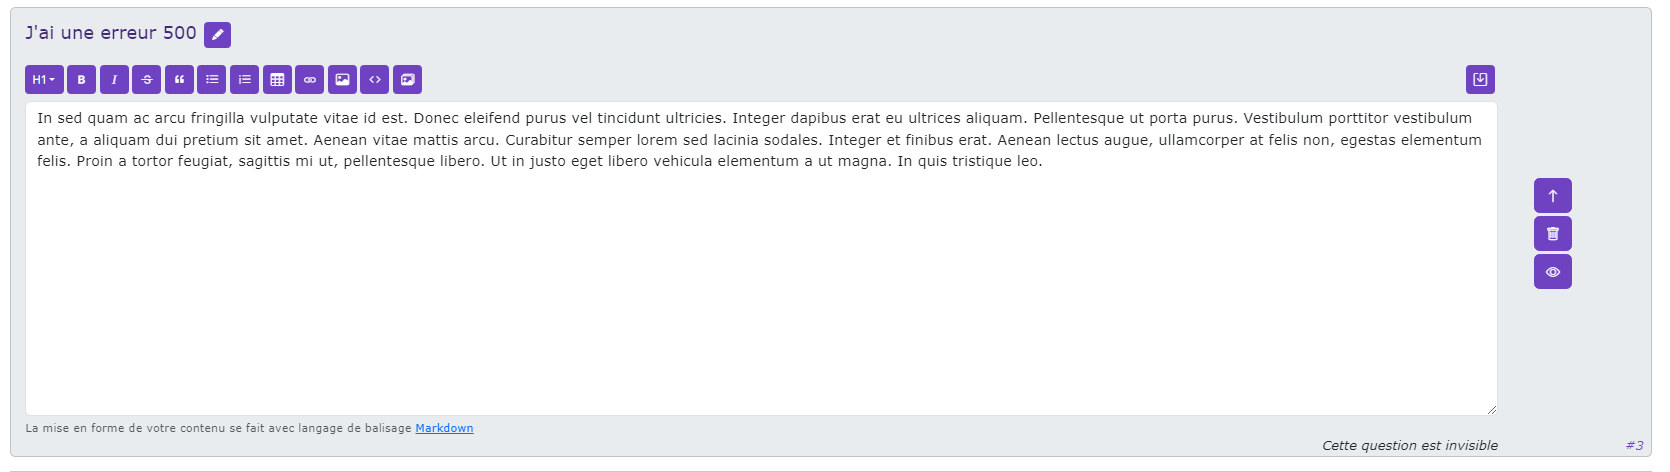 J'ai une erreur 500
H1 B I S
In sed quam ac arcu fringilla vulputate vitae id est. Donec eleifend purus vel tincidunt ultricies. Integer dapibus erat eu ultrices aliquam. Pellentesque ut porta purus. Vestibulum porttitor vestibulum
ante, a aliquam dui pretium sit amet. Aenean vitae mattis arcu. Curabitur semper lorem sed lacinia sodales. Integer et finibus erat. Aenean lectus augue, ullamcorper at felis non, egestas elementum
felis. Proin a tortor feugiat, sagittis mi ut, pellentesque libero. Ut in justo eget libero vehicula elementum a ut magna. In quis tristique leo.
La mise en forme de votre contenu se fait avec langage de balisage Markdown
Cette question est invisible
#3